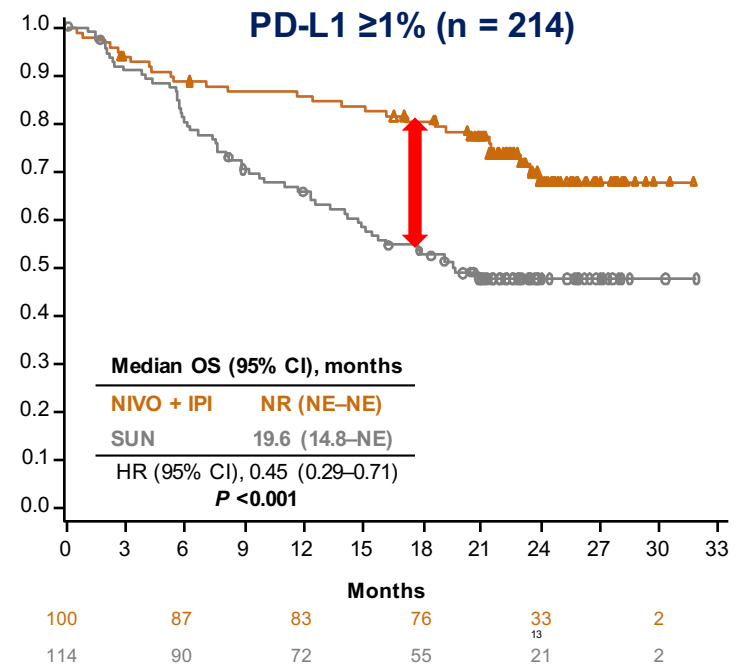 PD-L1 ≥1% (n = 214)
1.0
0.9
0.8
0.7
0.6
0.5
0.4
0.3
0.2
0.1
0.0
Median OS (95% CI), months
NIVO + IPI NR (NE–NE)
SUN 19.6 (14.8–NE)
HR (95% CI), 0.45 (0.29–0.71)
P <0.001
0 3 6 9 12 15 18 21 24 27 30 33
Months
100 87 83 76 33 2
13
114 90 72 55 21 2